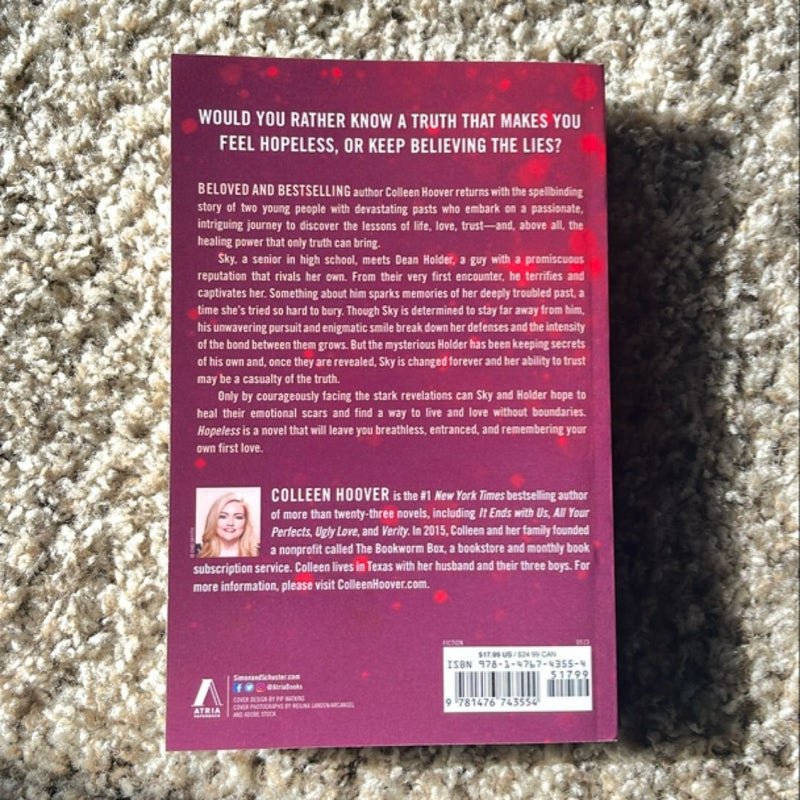 WOULD YOU RATHER KNOW A TRUTH THAT MAKES YOU
FEEL HOPELESS, OR KEEP BELIEVING THE LIES?
BELOVED AND BESTSELLING author Colleen Hoover returns with the spellbinding
story of two young people with devastating pasts who embark on a passionate,
intriguing journey to discover the lessons of life, love, trust—and, above all, the
healing power that only truth can bring.
Sky, a senior in high school, meets Dean Holder, a guy with a promiscuous
reputation that rivals her own. From their very first encounter, he terrifies and
captivates her. Something about him sparks memories of her deeply troubled past, a
time she's tried so hard to bury. Though Sky is determined to stay far away from him,
his unwavering pursuit and enigmatic smile break down her defenses and the intensity
of the bond between them grows. But the mysterious Holder has been keeping secrets
of his own and, once they are revealed, Sky is changed forever and her ability to trust
may be a casualty of the truth.
Only by courageously facing the stark revelations can Sky and Holder hope to
heal their emotional scars and find a way to live and love without boundaries.
Hopeless is a novel that will leave you breathless, entranced, and remembering your
own first love.
COLLEEN HOOVER is the #1 New York Times bestselling author
of more than twenty-three novels, including It Ends with Us, All Your
Perfects, Ugly Love, and Verity. In 2015, Colleen and her family founded
a nonprofit called The Bookworm Box, a bookstore and monthly book
subscription service. Colleen lives in Texas with her husband and their three boys. For
more information, please visit ColleenHoover.com.
FICTION
$17.99 US / $24.99 CAN
ISBN 978-1-4767-4355-4
51799
9 781476 743554
SimonandSchuster.com
@AtriaBooks
COVER DESIGN BY PIP WATKINS
COVER PHOTOGRAPHS BY
AND ADOBE STOCK
ATRIA
PAPERBACK